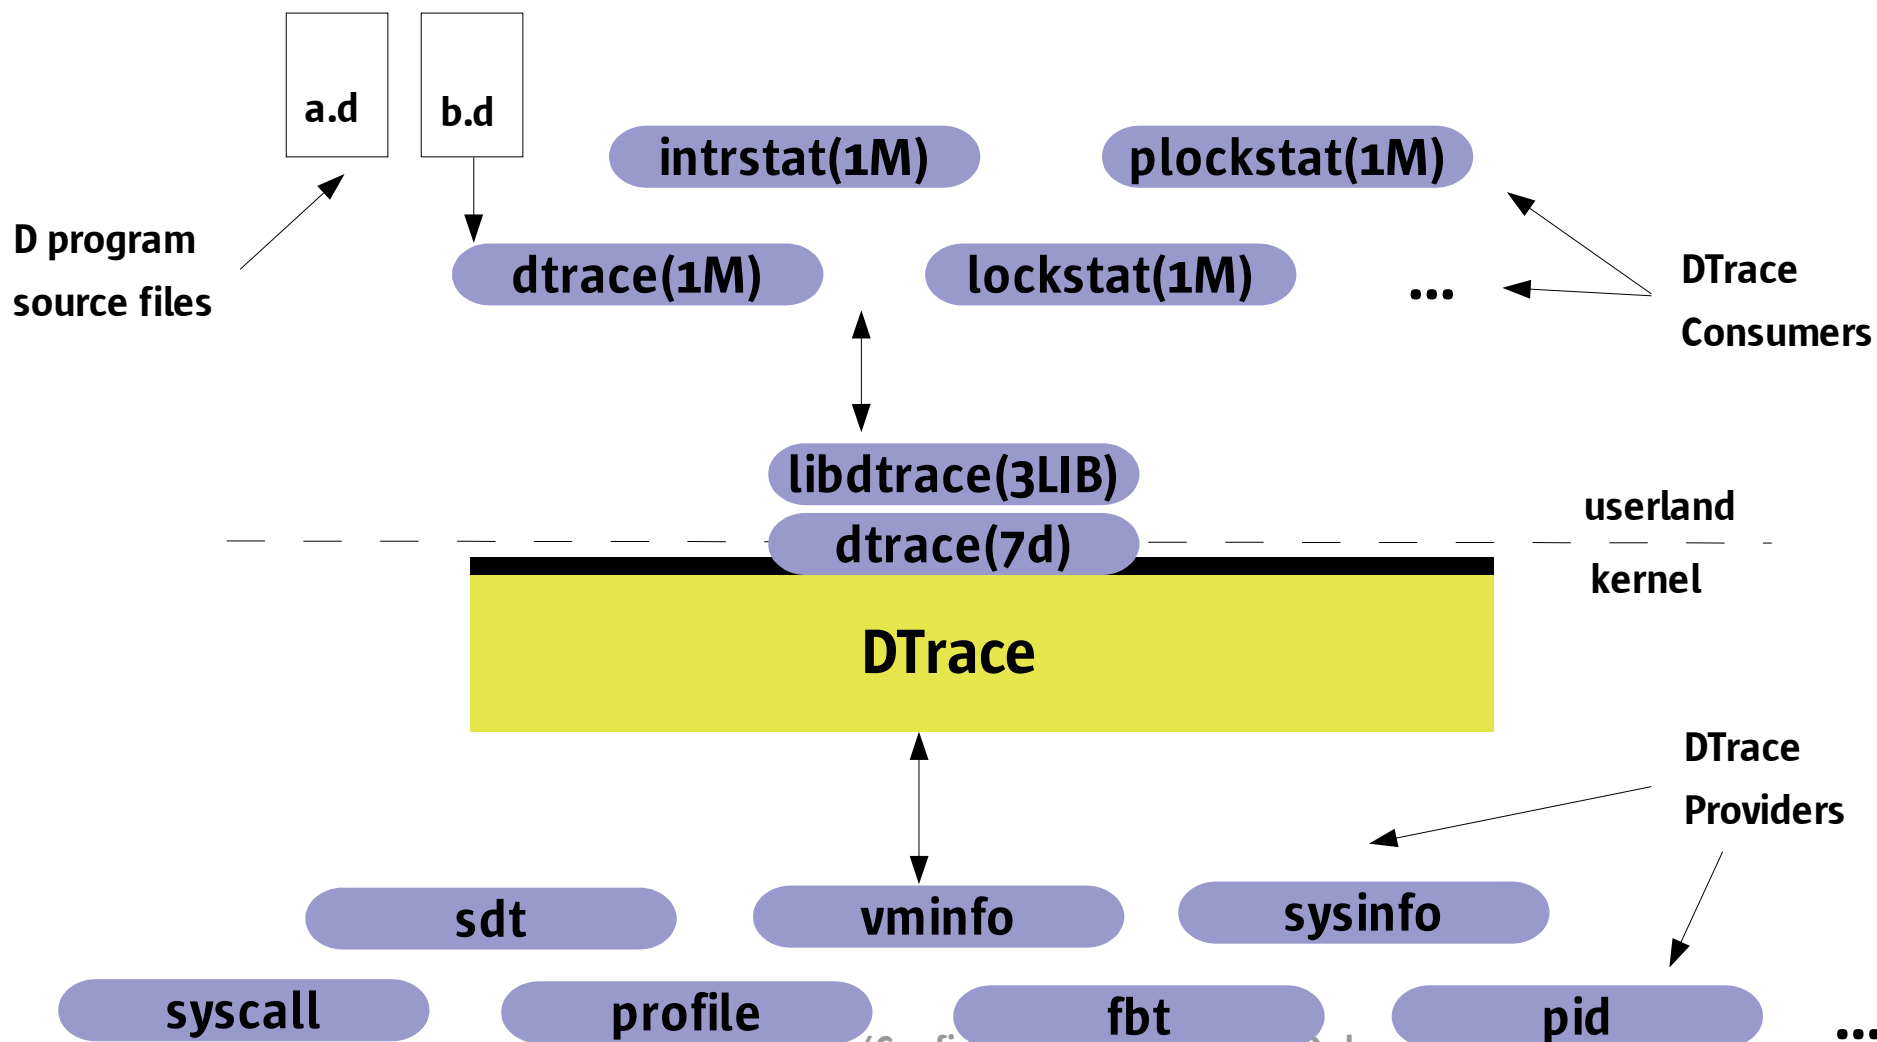 a.d
b.d
intrstat(1M)
plockstat(1M)
D program
source files
dtrace(1M)
lockstat(1M)
...
DTrace
Consumers
libdtrace(3LIB)
userland
dtrace(7d)
kernel
DTrace
DTrace
Providers
sdt
vminfo
sysinfo
syscall
profile
fbt
pid
...